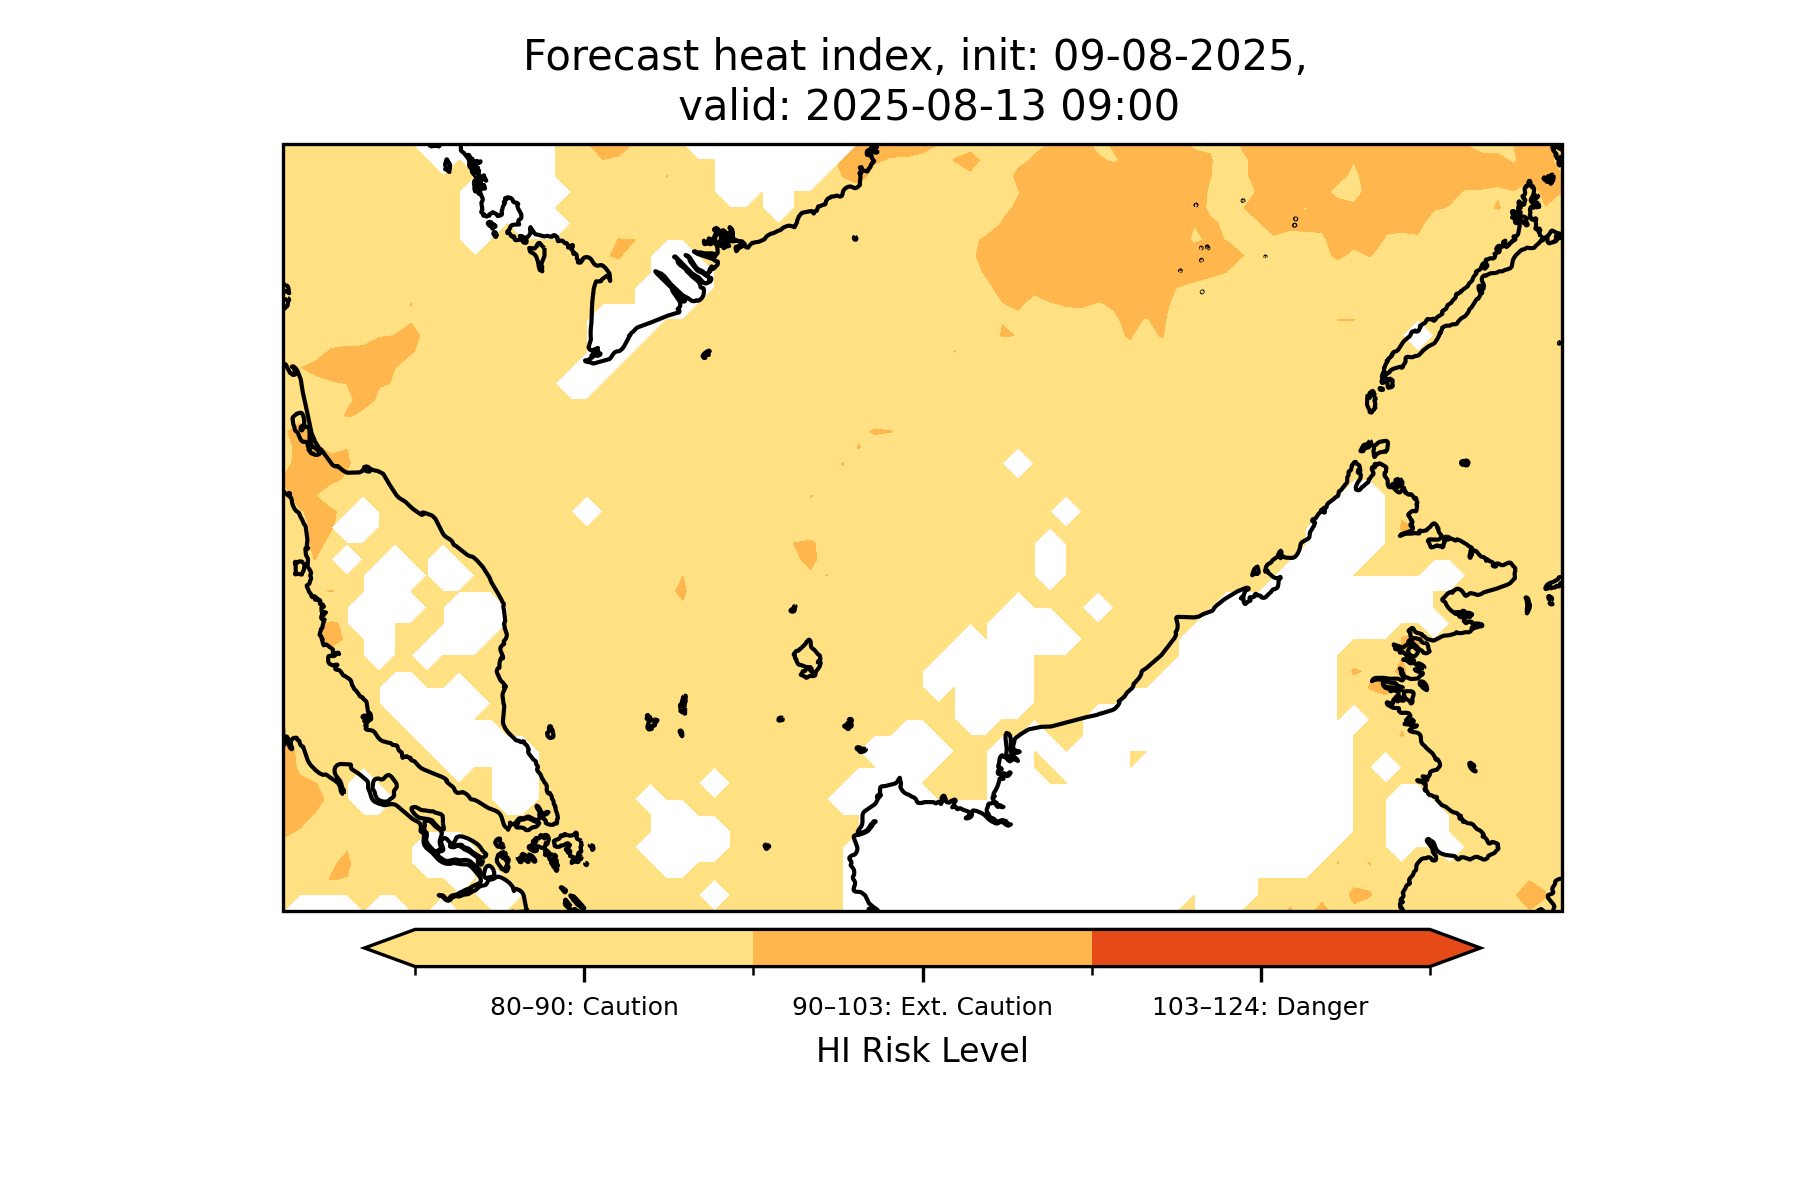 Forecast heat index, init: 09-08-2025,
valid: 2025-08-13 09:00
80–90: Caution
90–103: Ext. Caution
103–124: Danger
HI Risk Level